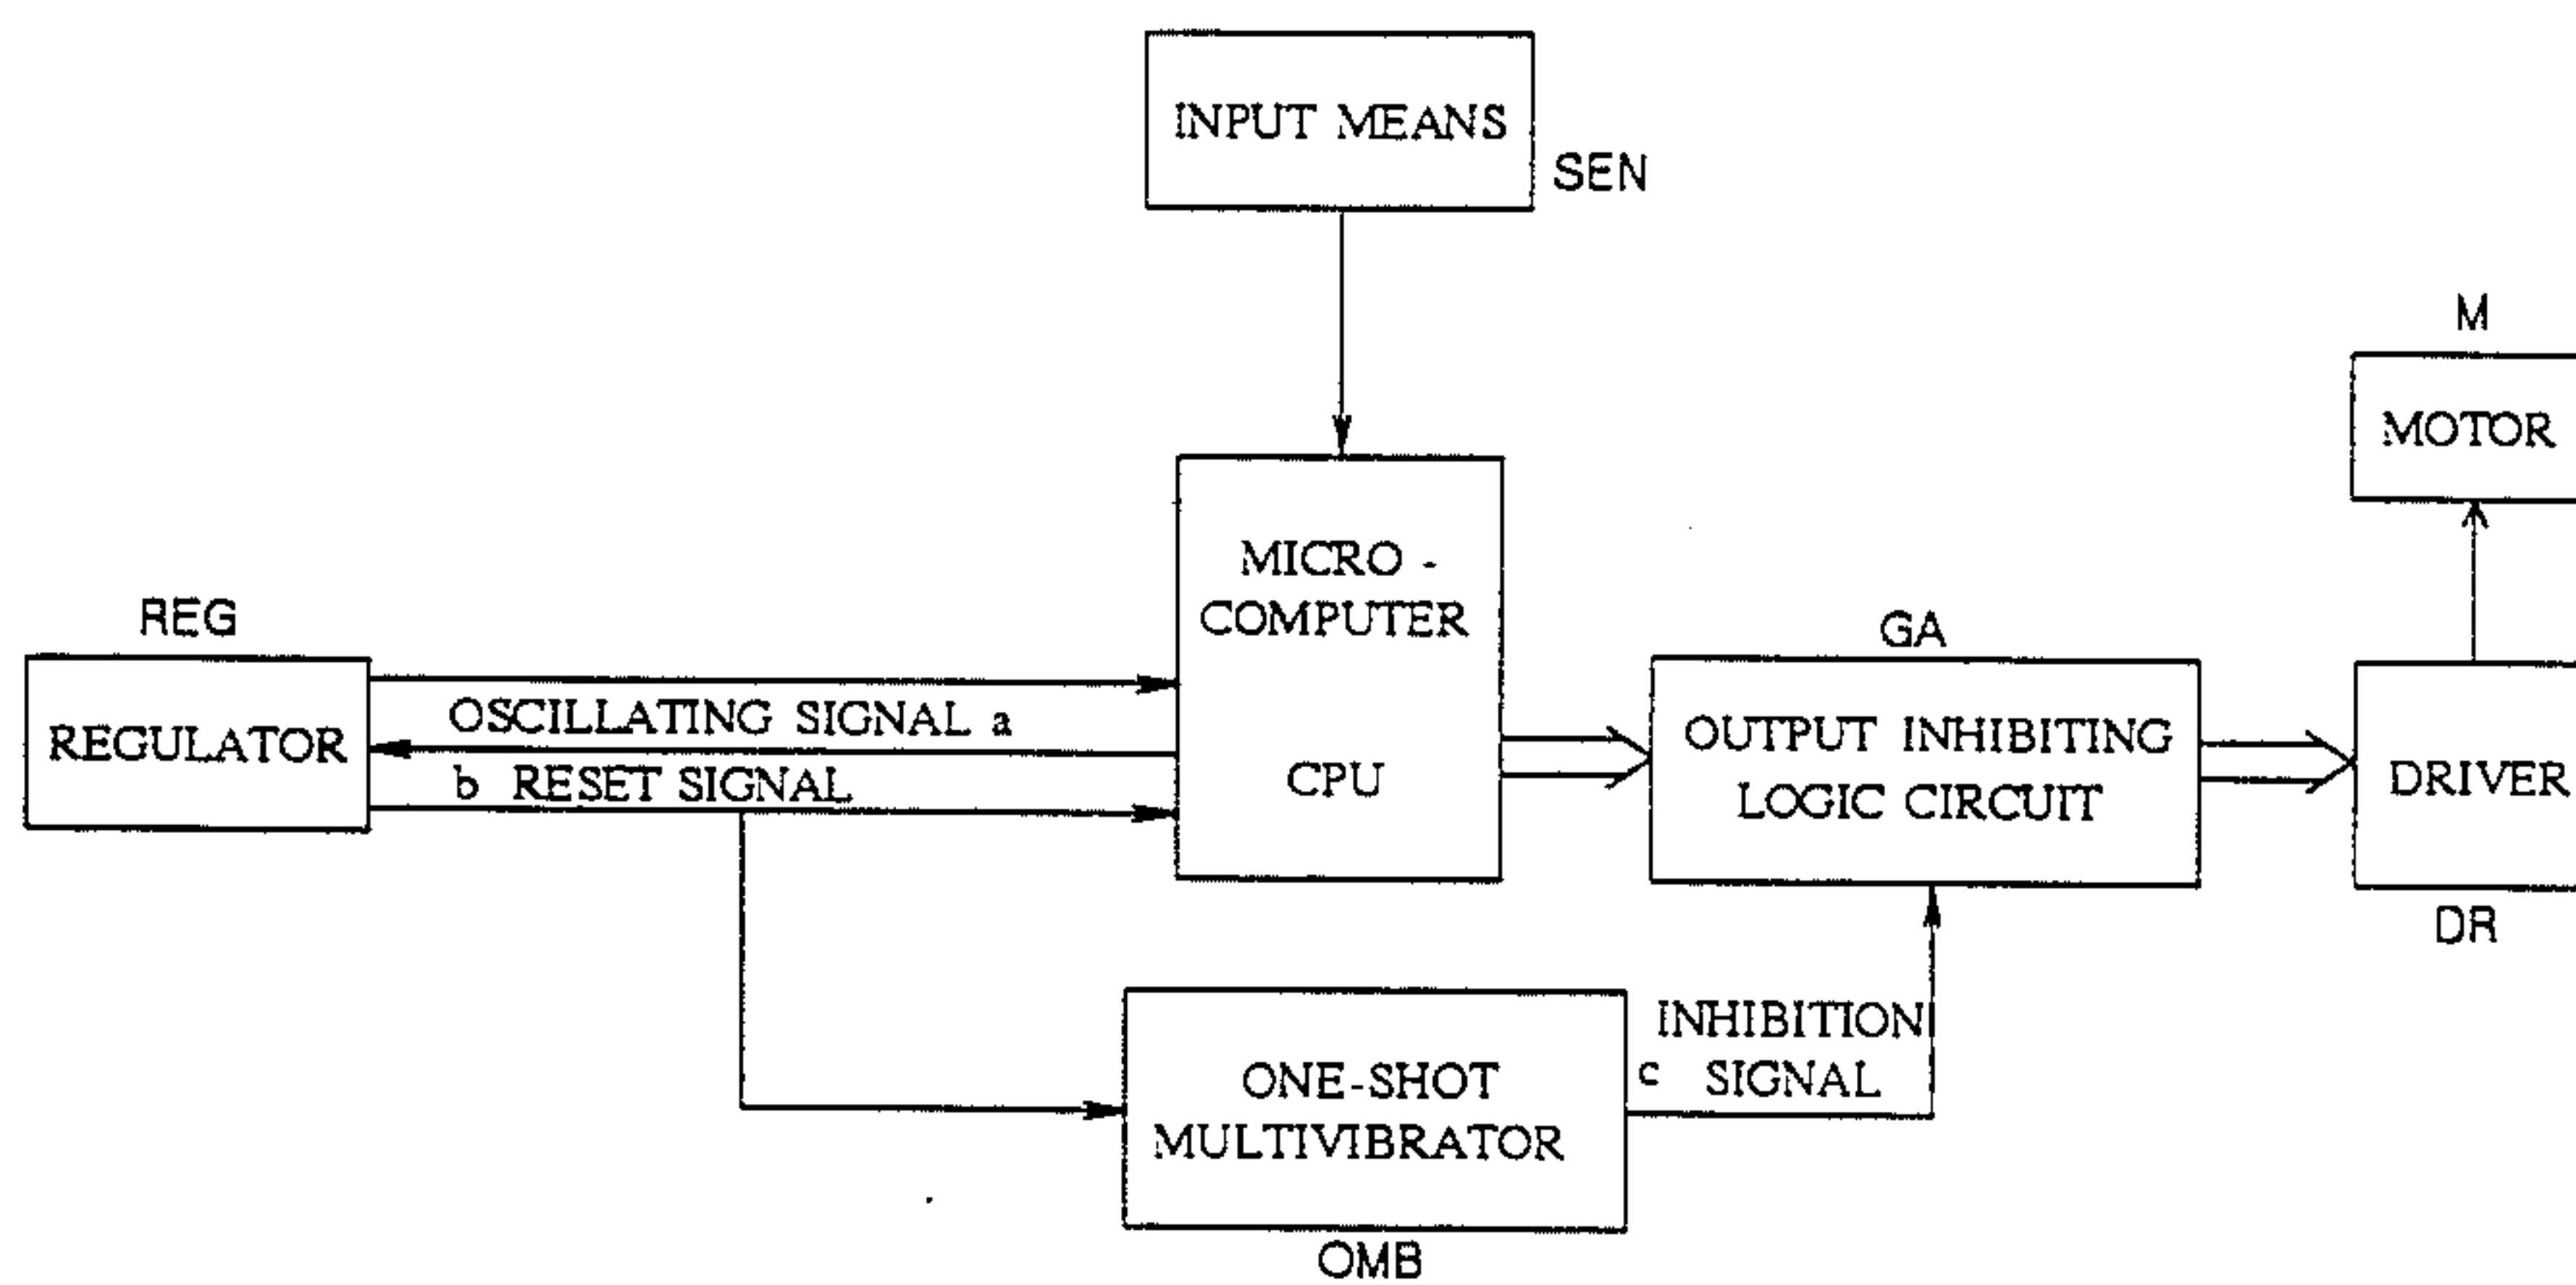 INPUT MEANS
SEN
M
MOTOR
MICRO -
COMPUTER
CPU
REG
REGULATOR
OSCILLATING SIGNAL a
b RESET SIGNAL
GA
OUTPUT INHIBITING
LOGIC CIRCUIT
DRIVER
DR
ONE-SHOT
MULTIVIBRATOR
OMB
INHIBITION
c SIGNAL